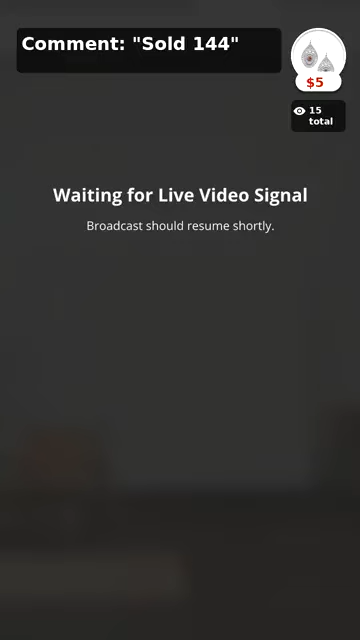 Comment: "Sold 144"
$5
15
total
Waiting for Live Video Signal
Broadcast should resume shortly.